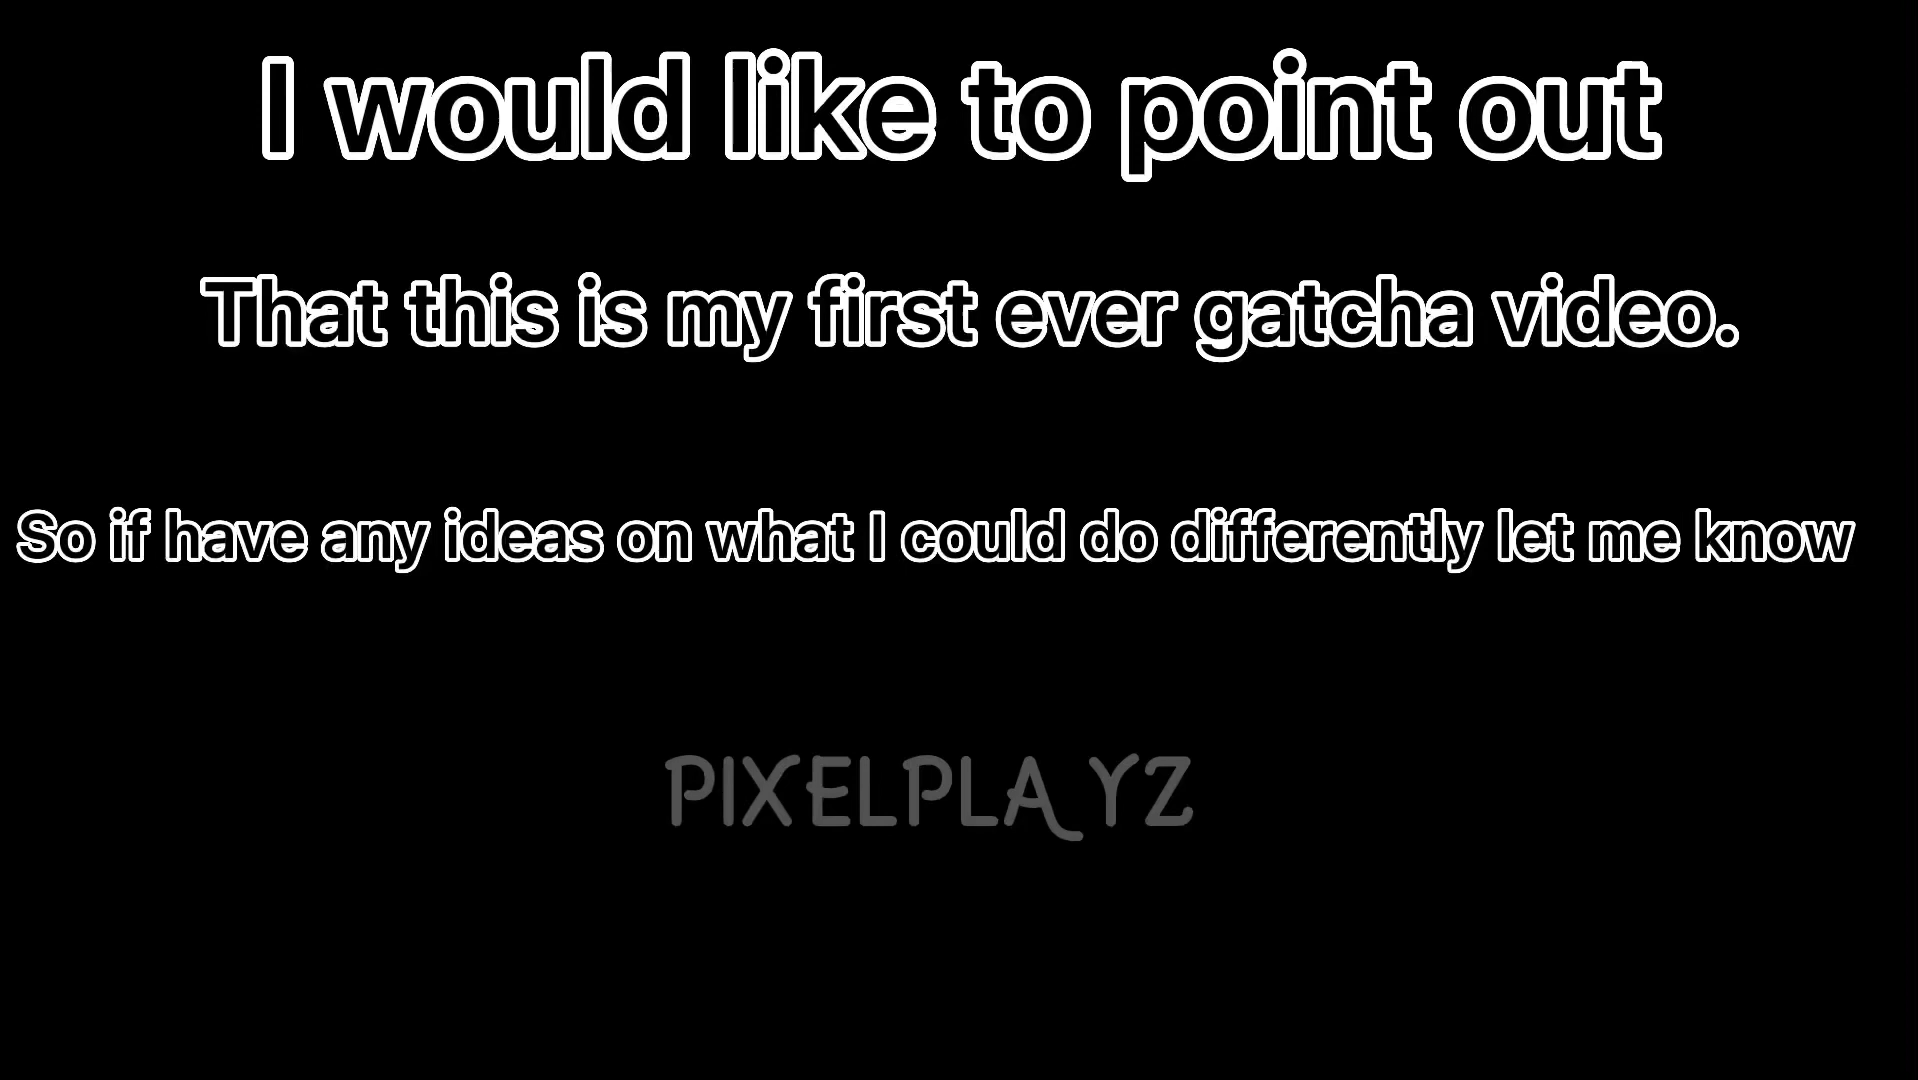 I would like to point out
That this is my first ever gatcha video.
So if have any ideas on what I could do differently let me know
PIXELPLAYZ